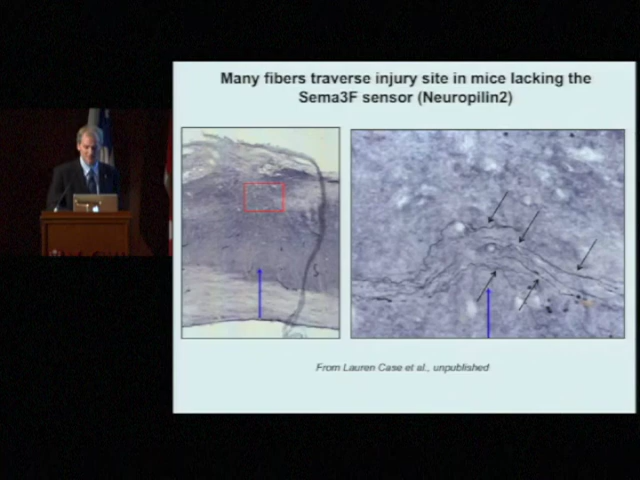 Many fibers traverse injury site in mice lacking the
Sema3F sensor (Neuropilin2)
From Lauren Case et al., unpublished